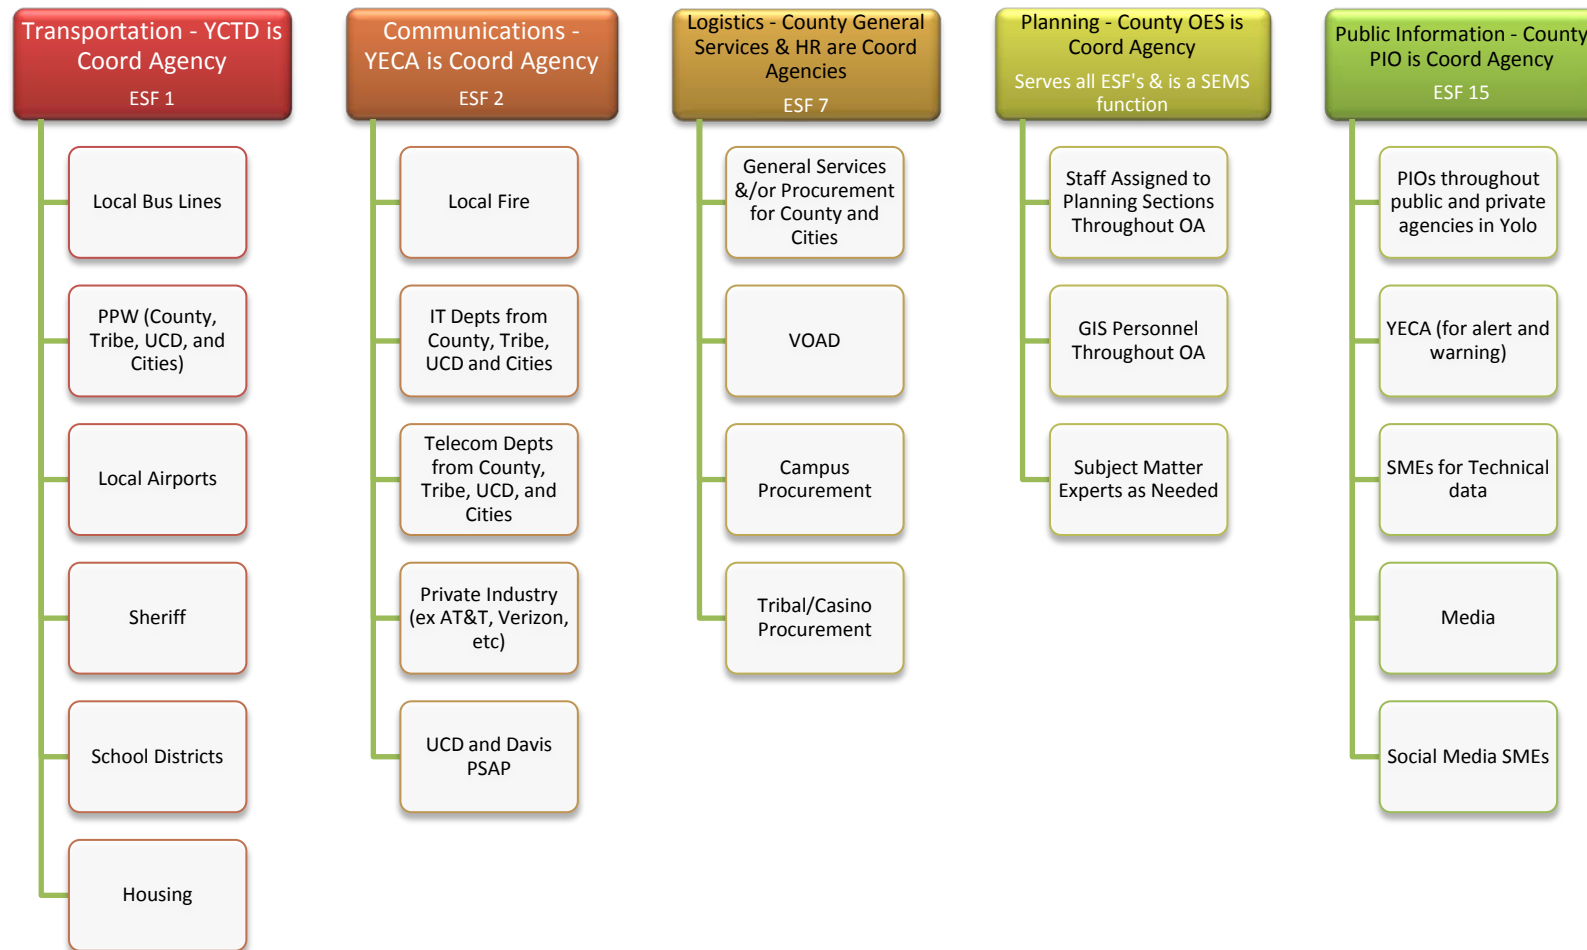 Transportation - YCTD is
Coord Agency
ESF 1
Local Bus Lines
PPW (County,
Tribe, UCD, and
Cities)
Local Airports
Sheriff
School Districts
Housing
Communications -
YECA is Coord Agency
ESF 2
Local Fire
IT Depts from
County, Tribe,
UCD and Cities
Telecom Depts
from County,
Tribe, UCD, and
Cities
Private Industry
(ex AT&T, Verizon,
etc)
UCD and Davis
PSAP
Logistics - County General
Services & HR are Coord
Agencies
ESF 7
General Services
&/or Procurement
for County and
Cities
VOAD
Campus
Procurement
Tribal/Casino
Procurement
Planning - County OES is
Coord Agency
Serves all ESF's & is a SEMS
function
Staff Assigned to
Planning Sections
Throughout OA
GIS Personnel
Throughout OA
Subject Matter
Experts as Needed
Public Information - County
PIO is Coord Agency
ESF 15
PIOs throughout
public and private
agencies in Yolo
YECA (for alert and
warning)
SMEs for Technical
data
Media
Social Media SMEs